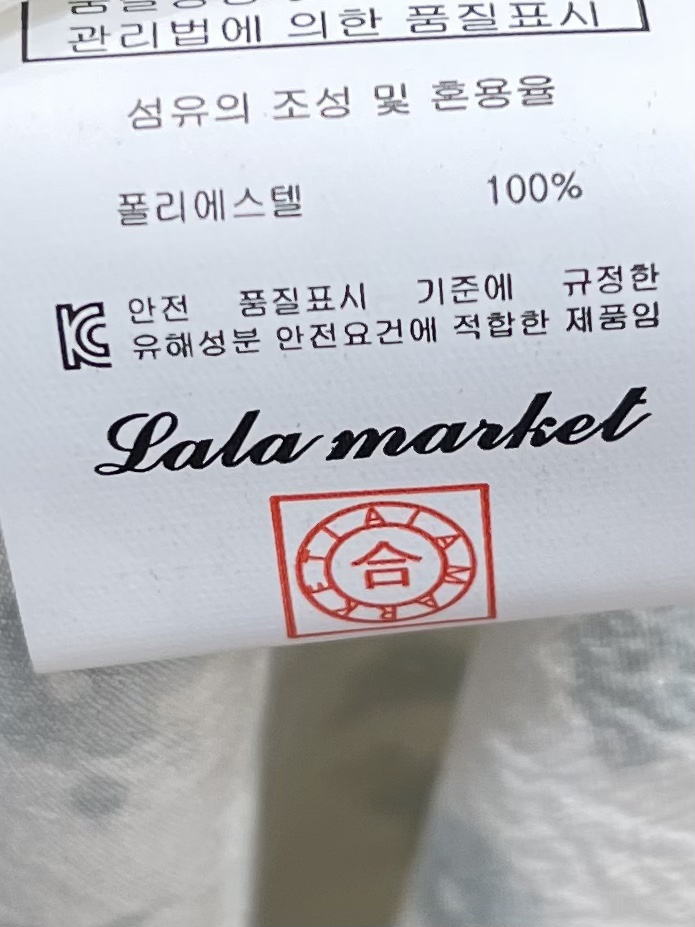 관리법에 의한 품질표시
섬유의 조성 및 혼용율
폴리에스텔 100%
안전 품질표시 기준에 규정한
유해성분 안전요건에 적합한 제품임
Lala market
合